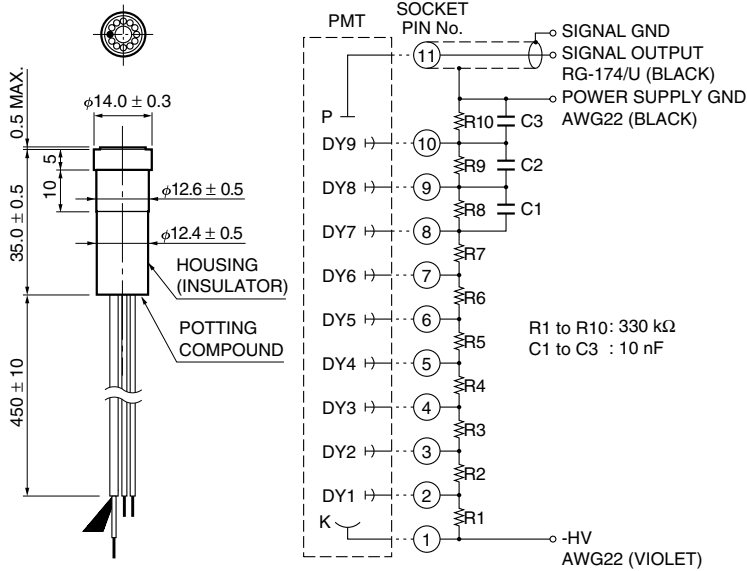 0.5 MAX.
φ14.0 ± 0.3
5
10
35.0 ± 0.5
φ12.6 ± 0.5
φ12.4 ± 0.5
HOUSING
(INSULATOR)
POTTING
COMPOUND
450 ± 10
PMT
SOCKET
PIN No.
SIGNAL GND
11
SIGNAL OUTPUT
RG-174/U (BLACK)
POWER SUPPLY GND
AWG22 (BLACK)
P
R10
C3
DY9
10
R9
C2
DY8
9
R8
C1
DY7
8
R7
DY6
7
R6
DY5
6
R5
DY4
5
R4
DY3
4
R3
DY2
3
R2
DY1
2
R1
K
1
-HV
AWG22 (VIOLET)
R1 to R10: 330 kΩ
C1 to C3 : 10 nF